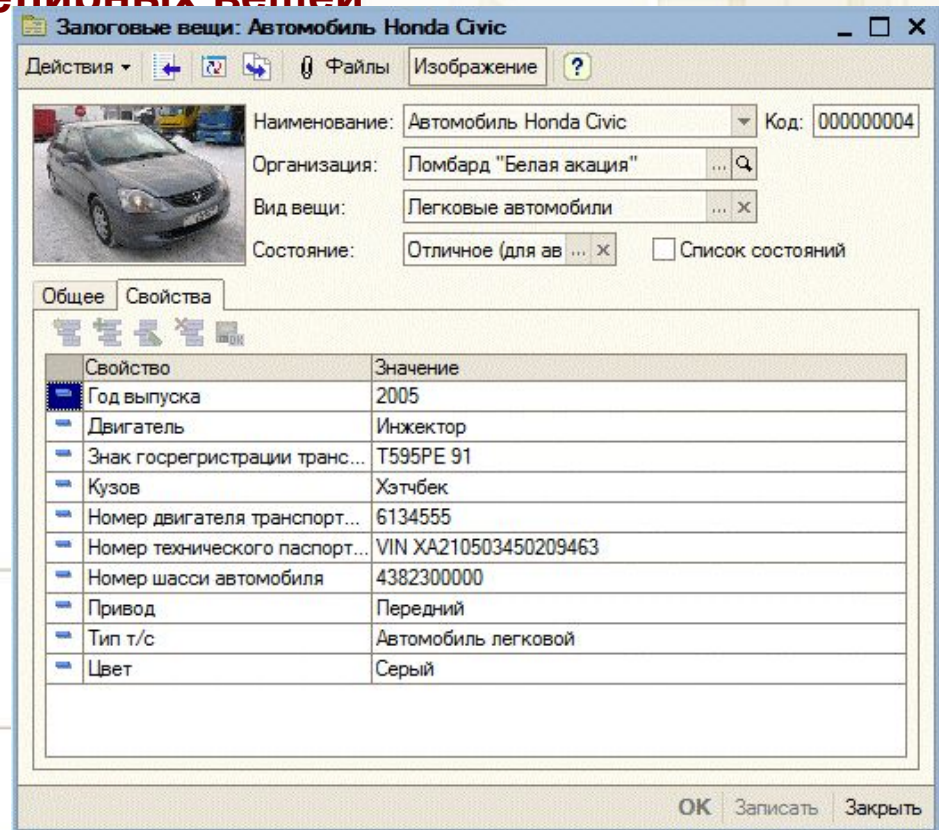 вещей
Залоговые вещи: Автомобиль Honda Civic
Действия Файлы Изображение ?
Наименование: Автомобиль Honda Civic Код: 000000004
Организация: Ломбард "Белая акация" ...
Вид вещи: Легковые автомобили ...
Состояние: Отличное (для ав ... Список состояний
Общее Свойства
Свойство Значение
Год выпуска 2005
Двигатель Инжектор
Знак госрегристрации транс... Т595РЕ 91
Кузов Хэтчбек
Номер двигателя транспорт... 6134555
Номер технического паспорт... VIN XA210503450209463
Номер шасси автомобиля 4382300000
Привод Передний
Тип т/с Автомобиль легковой
Цвет Серый
OK Записать Закрыть